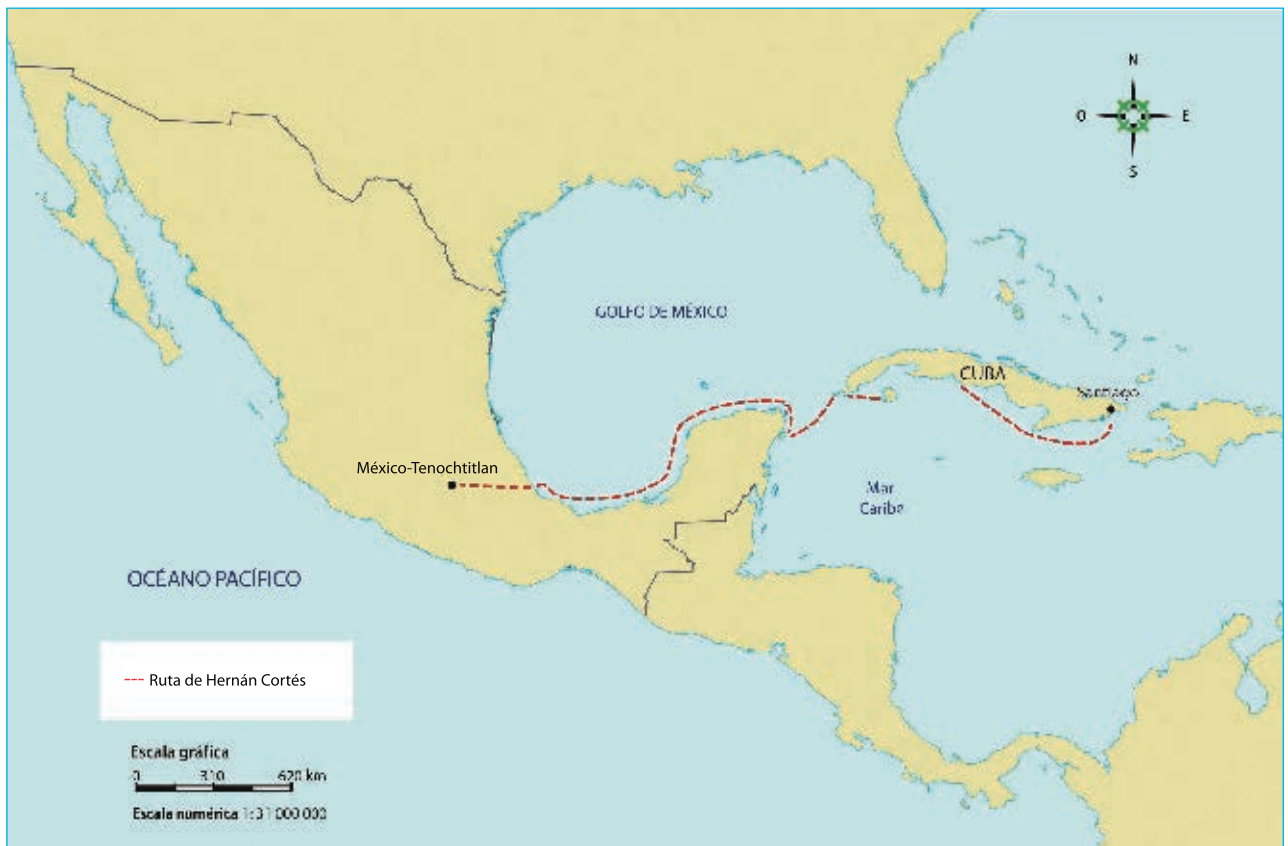 N
O
E
S
GOLFO DE MÉXICO
CUBA
Santiago
México-Tenochtitlan
Mar
Caribe
OCÉANO PACÍFICO
--- Ruta de Hernán Cortés
Escala gráfica
0 310 620 km
Escala numérica 1:31 000 000